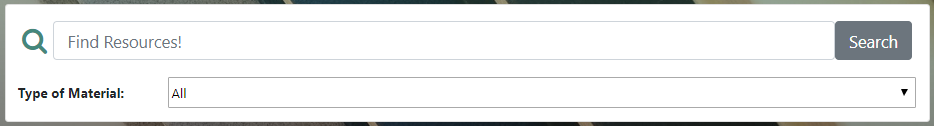 Find Resources! Search
Type of Material: All